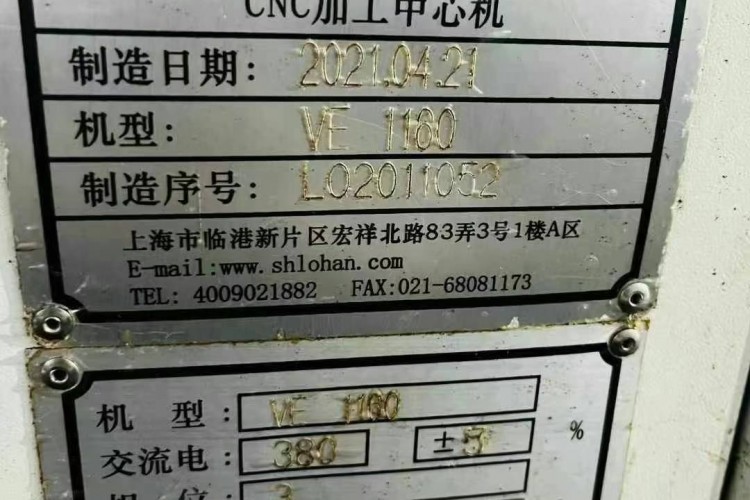 CNC加工中心机
制造日期: 2021.04.21
机型: VE 1160
制造序号: L02011052
上海市临港新片区宏祥北路83弄3号1楼A区
E-mail:www.shlohan.com
TEL: 4009021882 FAX:021-68081173
机 型: VE 1160
交流电: 380 ±5 %
相 位: 3